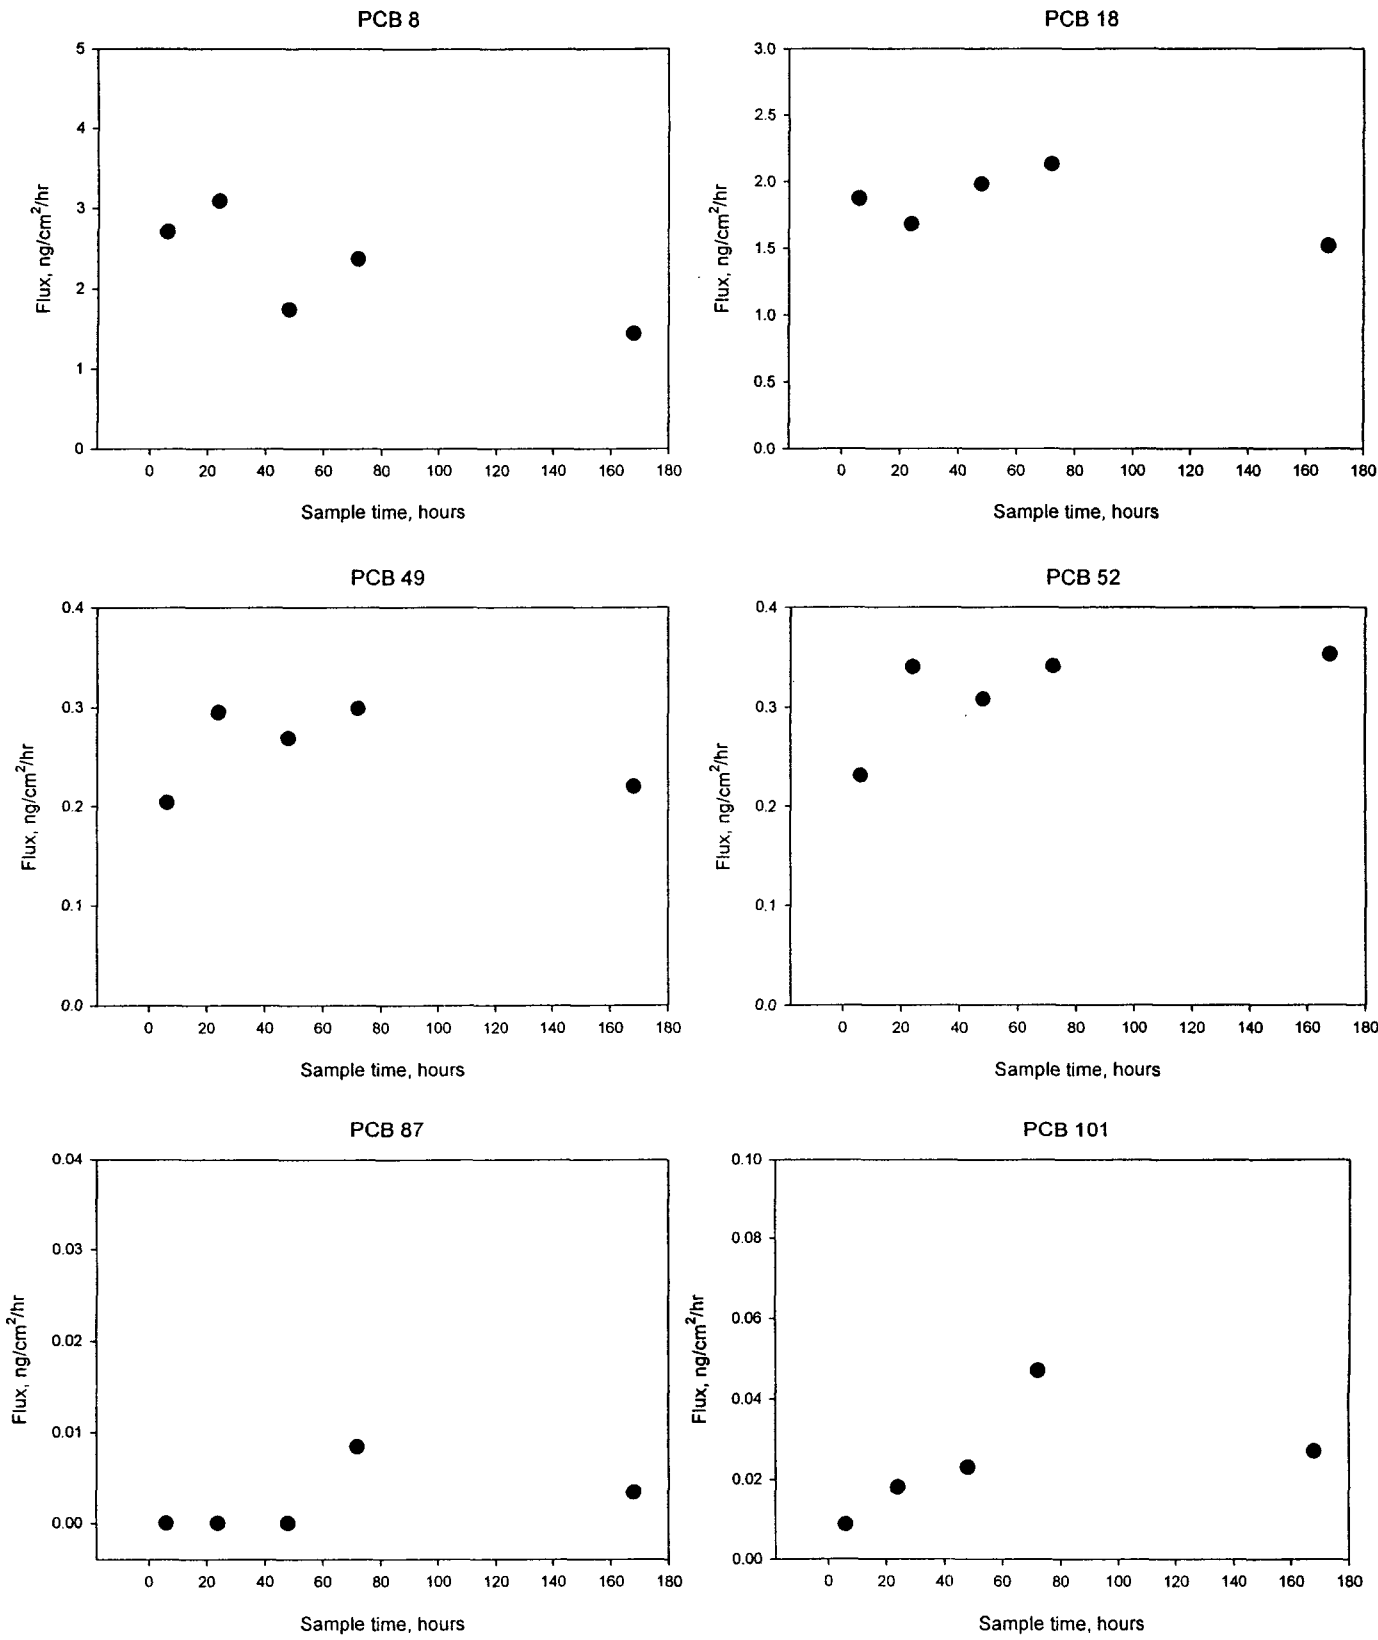 PCB 8
5
4
3
2
1
0
Flux, ng/cm²/hr
0 20 40 60 80 100 120 140 160 180
Sample time, hours
PCB 18
3.0
2.5
2.0
1.5
1.0
0.5
0.0
Flux, ng/cm²/hr
0 20 40 60 80 100 120 140 160 180
Sample time, hours
PCB 49
0.4
0.3
0.2
0.1
0.0
Flux, ng/cm²/hr
0 20 40 60 80 100 120 140 160 180
Sample time, hours
PCB 52
0.4
0.3
0.2
0.1
0.0
Flux, ng/cm²/hr
0 20 40 60 80 100 120 140 160 180
Sample time, hours
PCB 87
0.04
0.03
0.02
0.01
0.00
Flux, ng/cm²/hr
0 20 40 60 80 100 120 140 160 180
Sample time, hours
PCB 101
0.10
0.08
0.06
0.04
0.02
0.00
Flux, ng/cm²/hr
0 20 40 60 80 100 120 140 160 180
Sample time, hours